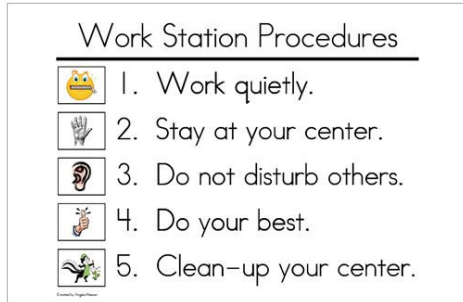 Work Station Procedures
1. Work quietly.
2. Stay at your center.
3. Do not disturb others.
4. Do your best.
5. Clean-up your center.